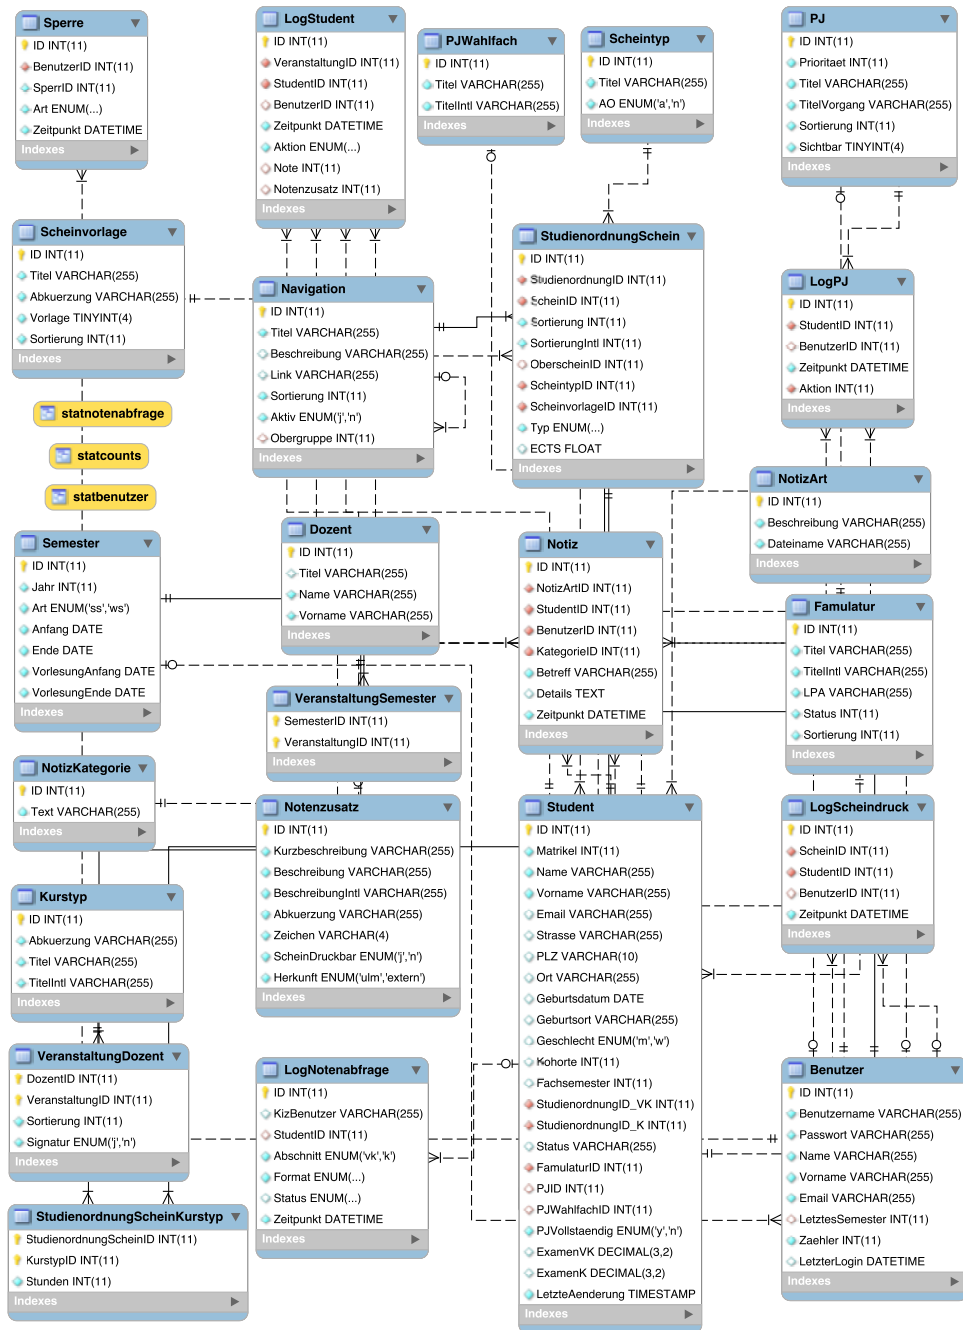 Sperre
ID INT(11)
BenutzerID INT(11)
SperrID INT(11)
Art ENUM(...)
Zeitpunkt DATETIME
Indexes
LogStudent
ID INT(11)
VeranstaltungID INT(11)
StudentID INT(11)
BenutzerID INT(11)
Zeitpunkt DATETIME
Aktion ENUM(...)
Note INT(11)
Notenzusatz INT(11)
Indexes
PJWahlfach
ID INT(11)
Titel VARCHAR(255)
TitelIntl VARCHAR(255)
Indexes
Scheintyp
ID INT(11)
Titel VARCHAR(255)
AO ENUM('a','n')
Indexes
PJ
ID INT(11)
Prioritaet INT(11)
Titel VARCHAR(255)
TitelVorgang VARCHAR(255)
Sortierung INT(11)
Sichtbar TINYINT(4)
Indexes
Scheinvorlage
ID INT(11)
Titel VARCHAR(255)
Abkuerzung VARCHAR(255)
Vorlage TINYINT(4)
Sortierung INT(11)
Indexes
Navigation
ID INT(11)
Titel VARCHAR(255)
Beschreibung VARCHAR(255)
Link VARCHAR(255)
Sortierung INT(11)
Aktiv ENUM('j','n')
Obergruppe INT(11)
Indexes
StudienordnungSchein
ID INT(11)
StudienordnungID INT(11)
ScheinID INT(11)
Sortierung INT(11)
SortierungIntl INT(11)
OberscheinID INT(11)
ScheintypID INT(11)
ScheinvorlageID INT(11)
Typ ENUM(...)
ECTS FLOAT
Indexes
LogPJ
ID INT(11)
StudentID INT(11)
BenutzerID INT(11)
Zeitpunkt DATETIME
Aktion INT(11)
Indexes
statnotenabfrage
statcounts
statbenutzer
NotizArt
ID INT(11)
Beschreibung VARCHAR(255)
Dateiname VARCHAR(255)
Indexes
Semester
ID INT(11)
Jahr INT(11)
Art ENUM('ss','ws')
Anfang DATE
Ende DATE
VorlesungAnfang DATE
VorlesungEnde DATE
Indexes
Dozent
ID INT(11)
Titel VARCHAR(255)
Name VARCHAR(255)
Vorname VARCHAR(255)
Indexes
Notiz
ID INT(11)
NotizArtID INT(11)
StudentID INT(11)
BenutzerID INT(11)
KategorieID INT(11)
Betreff VARCHAR(255)
Details TEXT
Zeitpunkt DATETIME
Indexes
Famulatur
ID INT(11)
Titel VARCHAR(255)
TitelIntl VARCHAR(255)
LPA VARCHAR(255)
Status INT(11)
Sortierung INT(11)
Indexes
VeranstaltungSemester
SemesterID INT(11)
VeranstaltungID INT(11)
Indexes
NotizKategorie
ID INT(11)
Text VARCHAR(255)
Indexes
Notenzusatz
ID INT(11)
Kurzbeschreibung VARCHAR(255)
Beschreibung VARCHAR(255)
BeschreibungIntl VARCHAR(255)
Abkuerzung VARCHAR(255)
Zeichen VARCHAR(4)
ScheinDruckbar ENUM('j','n')
Herkunft ENUM('ulm','extern')
Indexes
Student
ID INT(11)
Matrikel INT(11)
Name VARCHAR(255)
Vorname VARCHAR(255)
Email VARCHAR(255)
Strasse VARCHAR(255)
PLZ VARCHAR(10)
Ort VARCHAR(255)
Geburtsdatum DATE
Geburtsort VARCHAR(255)
Geschlecht ENUM('m','w')
Kohorte INT(11)
Fachsemester INT(11)
StudienordnungID_VK INT(11)
StudienordnungID_K INT(11)
Status VARCHAR(255)
FamulaturID INT(11)
PJID INT(11)
PJWahlfachID INT(11)
PJVollstaendig ENUM('y','n')
ExamenVK DECIMAL(3,2)
ExamenK DECIMAL(3,2)
LetzteAenderung TIMESTAMP
Indexes
LogScheindruck
ID INT(11)
ScheinID INT(11)
StudentID INT(11)
BenutzerID INT(11)
Zeitpunkt DATETIME
Indexes
Kurstyp
ID INT(11)
Abkuerzung VARCHAR(255)
Titel VARCHAR(255)
TitelIntl VARCHAR(255)
Indexes
VeranstaltungDozent
DozentID INT(11)
VeranstaltungID INT(11)
Sortierung INT(11)
Signatur ENUM('j','n')
Indexes
LogNotenabfrage
ID INT(11)
KizBenutzer VARCHAR(255)
StudentID INT(11)
Abschnitt ENUM('vk','k')
Format ENUM(...)
Status ENUM(...)
Zeitpunkt DATETIME
Indexes
Benutzer
ID INT(11)
Benutzername VARCHAR(255)
Passwort VARCHAR(255)
Name VARCHAR(255)
Vorname VARCHAR(255)
Email VARCHAR(255)
LetztesSemester INT(11)
Zaehler INT(11)
LetzterLogin DATETIME
Indexes
StudienordnungScheinKurstyp
StudienordnungScheinID INT(11)
KurstypID INT(11)
Stunden INT(11)
Indexes